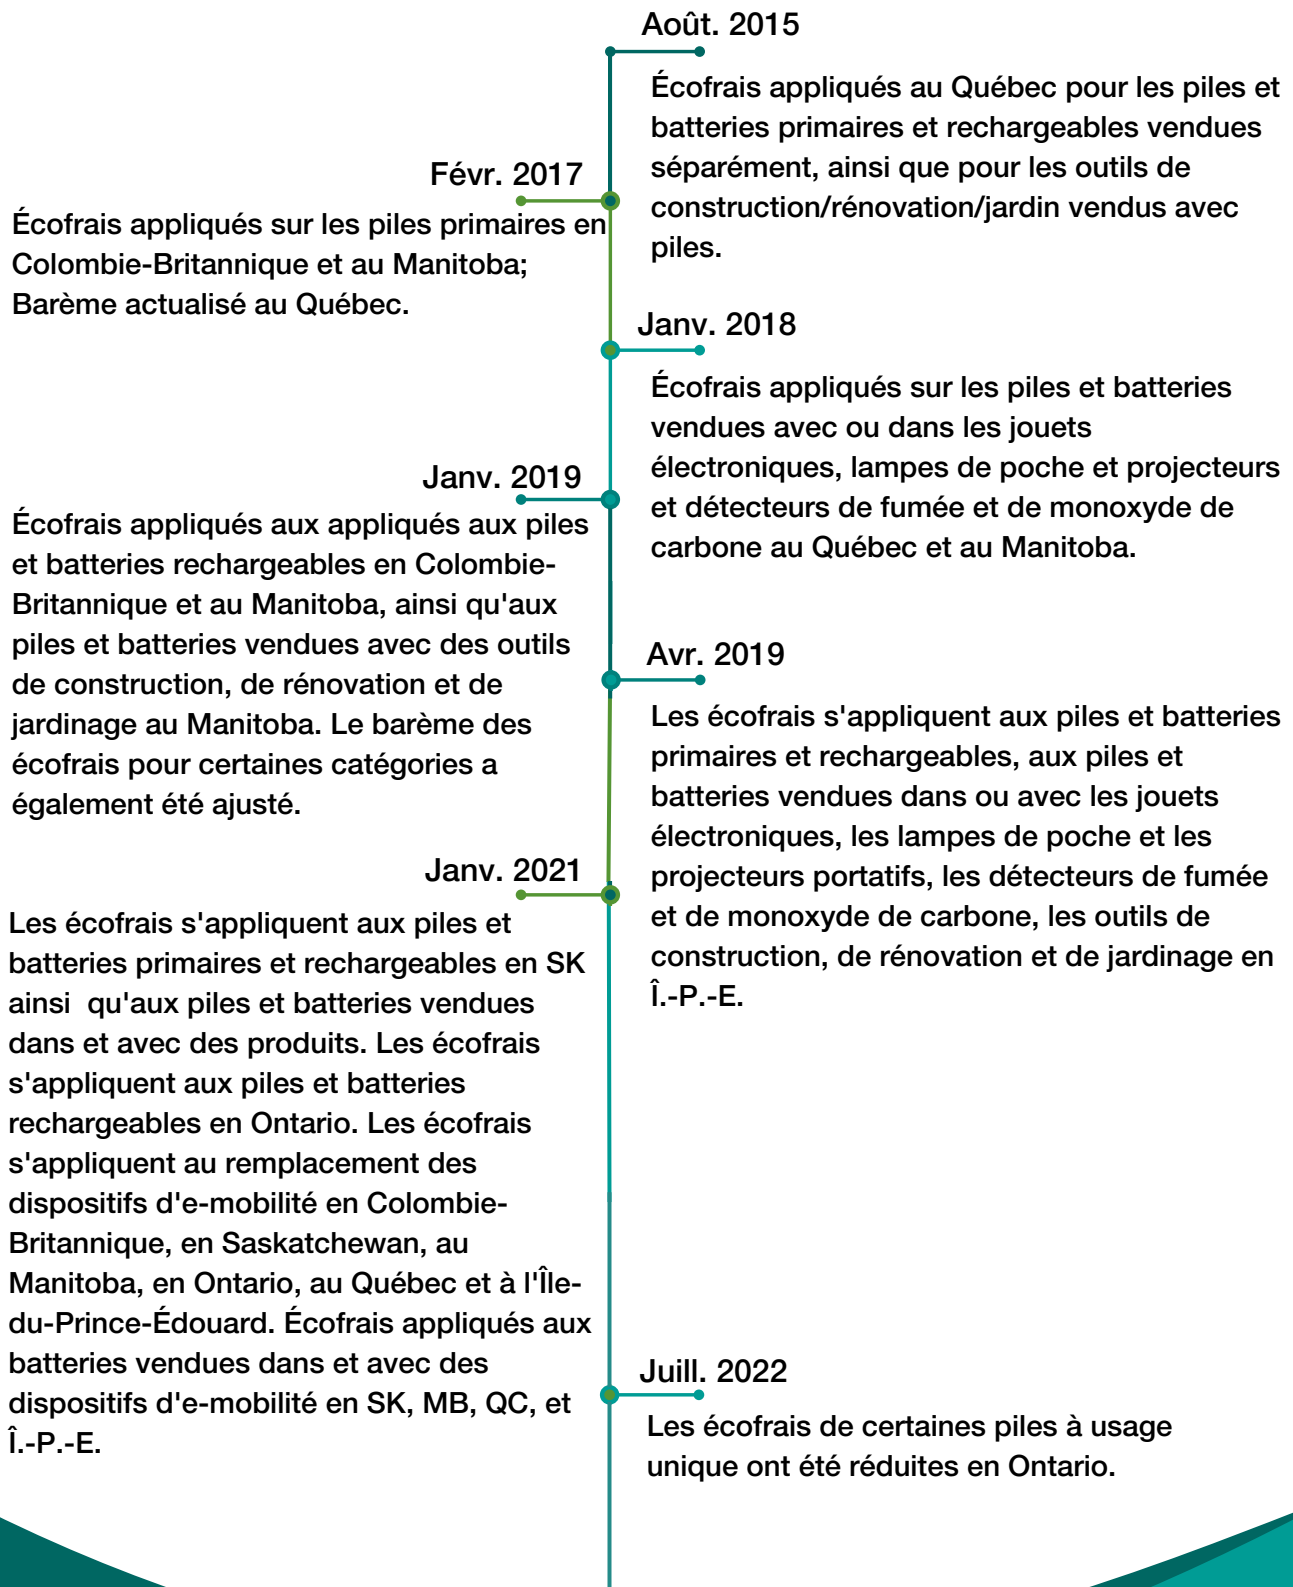 Août. 2015
Écofrais appliqués au Québec pour les piles et
batteries primaires et rechargeables vendues
séparément, ainsi que pour les outils de
construction/rénovation/jardin vendus avec
piles.
Févr. 2017
Écofrais appliqués sur les piles primaires en
Colombie-Britannique et au Manitoba;
Barème actualisé au Québec.
Janv. 2018
Écofrais appliqués sur les piles et batteries
vendues avec ou dans les jouets
électroniques, lampes de poche et projecteurs
et détecteurs de fumée et de monoxyde de
carbone au Québec et au Manitoba.
Janv. 2019
Écofrais appliqués aux appliqués aux piles
et batteries rechargeables en Colombie-
Britannique et au Manitoba, ainsi qu'aux
piles et batteries vendues avec des outils
de construction, de rénovation et de
jardinage au Manitoba. Le barème des
écofrais pour certaines catégories a
également été ajusté.
Avr. 2019
Les écofrais s'appliquent aux piles et batteries
primaires et rechargeables, aux piles et
batteries vendues dans ou avec les jouets
électroniques, les lampes de poche et les
projecteurs portatifs, les détecteurs de fumée
et de monoxyde de carbone, les outils de
construction, de rénovation et de jardinage en
Î.-P.-E.
Janv. 2021
Les écofrais s'appliquent aux piles et
batteries primaires et rechargeables en SK
ainsi  qu'aux piles et batteries vendues
dans et avec des produits. Les écofrais
s'appliquent aux piles et batteries
rechargeables en Ontario. Les écofrais
s'appliquent au remplacement des
dispositifs d'e-mobilité en Colombie-
Britannique, en Saskatchewan, au
Manitoba, en Ontario, au Québec et à l'Île-
du-Prince-Édouard. Écofrais appliqués aux
batteries vendues dans et avec des
dispositifs d'e-mobilité en SK, MB, QC, et
Î.-P.-E.
Juill. 2022
Les écofrais de certaines piles à usage
unique ont été réduites en Ontario.